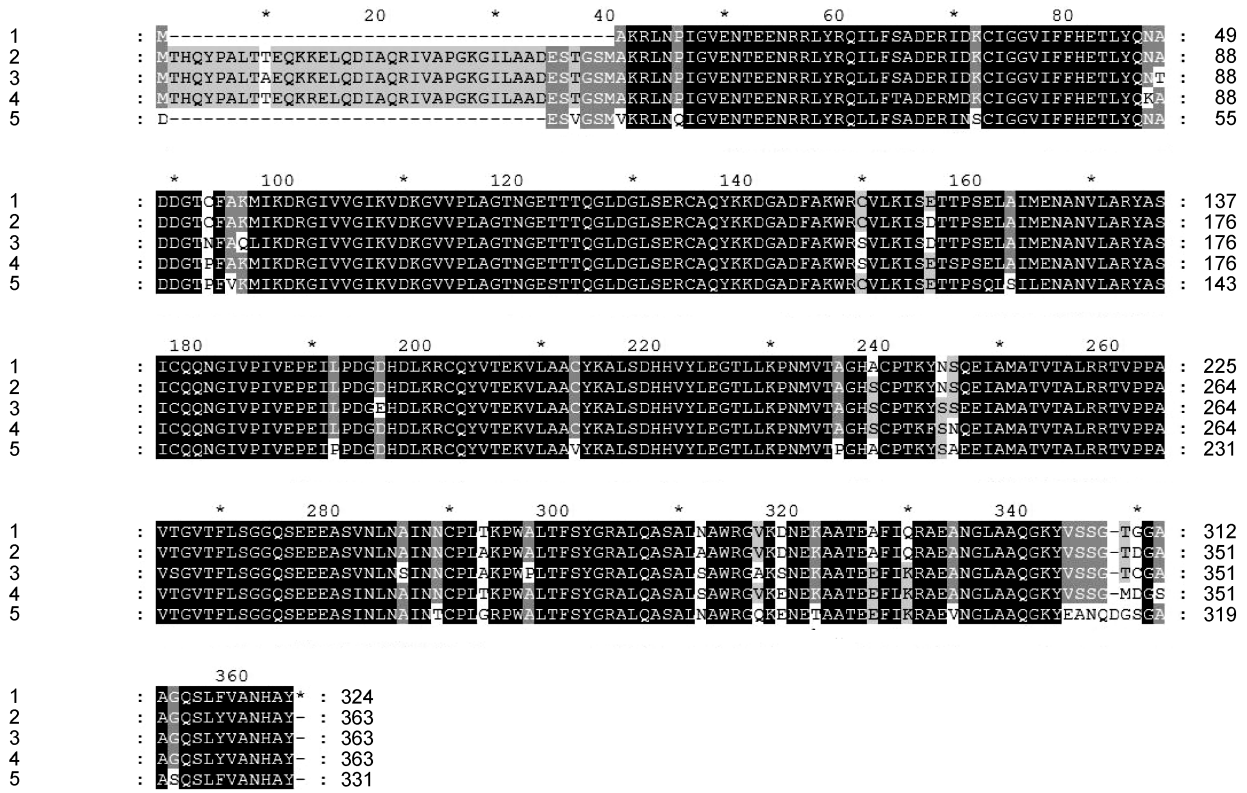 * 20 * 40 * 60 * 80
1 : M---------------------------------------AKRLNPIGVENTEENRRLYRQILFSADERIDKCIGGVIFFHETLYQNA : 49
2 : MTHQYPALTTEQKKELQDIAQRIVAPGKGILAADESTGSMAKRLNPIGVENTEENRRLYRQILFSADERIDKCIGGVIFFHETLYQNA : 88
3 : MTHQYPALTAEQKKELQDIAQRIVAPGKGILAADESTGSMAKRLNPIGVENTEENRRLYRQLLFSADERIDKCIGGVIFFHETLYQNT : 88
4 : MTHQYPALTTEQKRELQDIAQRIVAPGKGILAADESTGSMAKRLNPIGVENTEENRRLYRQLLFTADERMDKCIGGVIFFHETLYQKA : 88
5 : D---------------------------------ESVGSMVKRLNQIGVENTEENRRLYRQLLFSADERINSCIGGVIFFHETLYQNA : 55
* 100 * 120 * 140 * 160 *
1 : DDGTCFAKMIKDRGIVVGIKVDKGVVPLAGTNGETTTQGLDGLSERCAQYKKDGADFAKWRCVLKISETTPSELAIMENANVLARYAS : 137
2 : DDGTCFAKMIKDRGIVVGIKVDKGVVPLAGTNGETTTQGLDGLSERCAQYKKDGADFAKWRCVLKISDTTPSELAIMENANVLARYAS : 176
3 : DDGTNFAQLIKDRGIVVGIKVDKGVVPLAGTNGETTTQGLDGLSERCAQYKKDGADFAKWRSVLKISDTTPSELAIMENANVLARYAS : 176
4 : DDGTPFAKMIKDRGIVVGIKVDKGVVPLAGTNGETTTQGLDGLSERCAQYKKDGADFAKWRSVLKISETSPSELAIMENANVLARYAS : 176
5 : DDGTPFVKMIKDRGIVVGIKVDKGVVPLAGTNGESTTQGLDGLSERCAQYKKDGADFAKWRCVLKISETTPSQLSILENANVLARYAS : 143
180 * 200 * 220 * 240 * 260
1 : ICQQNGIVPIVEPEILPDGDHDLKRCQYVTEKVLAACYKALSDHHVYLEGTLLKPNMVTAGHACPTKYNSQEIAMATVTALRRTVPPA : 225
2 : ICQQNGIVPIVEPEILPDGDHDLKRCQYVTEKVLAACYKALSDHHVYLEGTLLKPNMVTAGHSCPTKYNSQEIAMATVTALRRTVPPA : 264
3 : ICQQNGIVPIVEPEILPDGEHDLKRCQYVTEKVLAACYKALSDHHVYLEGTLLKPNMVTAGHSCPTKYSSEEIAMATVTALRRTVPPA : 264
4 : ICQQNGIVPIVEPEILPDGDHDLKRCQYVTEKVLAACYKALSDHHVYLEGTLLKPNMVTAGHSCPTKFSNQEIAMATVTALRRTVPPA : 264
5 : ICQQNGIVPIVEPEIPPDGDHDLKRCQYVTEKVLAAVYKALSDHHVYLEGTLLKPNMVTPGHACPTKYSAEEIAMATVTALRRTVPPA : 231
* 280 * 300 * 320 * 340 *
1 : VTGVTFLSGGQSEEEASVNLNAINNCPLTKPWALTFSYGRALQASALNAWRGVKDNEKAATEAFIQRAEANGLAAQGKYVSSG-TGGA : 312
2 : VTGVTFLSGGQSEEEASVNLNAINNCPLAKPWALTFSYGRALQASALAAWRGVKDNEKAATEAFIQRAEANGLAAQGKYVSSG-TDGA : 351
3 : VSGVTFLSGGQSEEEASVNLNSINNCPLAKPWPLTFSYGRALQASALSAWRGAKSNEKAATEEFIKRAEANGLAAQGKYVSSG-TCGA : 351
4 : VTGVTFLSGGQSEEEASINLNAINNCPLTKPWALTFSYGRALQASALSAWRGVKENEKAATEEFLKRAEANGLAAQGKYVSSG-MDGS : 351
5 : VTGVTFLSGGQSEEEASINLNAINTCPLGRPWALTFSYGRALQASALNAWRGQKENETAATEEFIKRAEVNGLAAQGKYEANQDGSGA : 319
360
1 : AGQSLFVANHAY* : 324
2 : AGQSLYVANHAY- : 363
3 : AGQSLYVANHAY- : 363
4 : AGQSLYVANHAY- : 363
5 : ASQSLFVANHAY- : 331